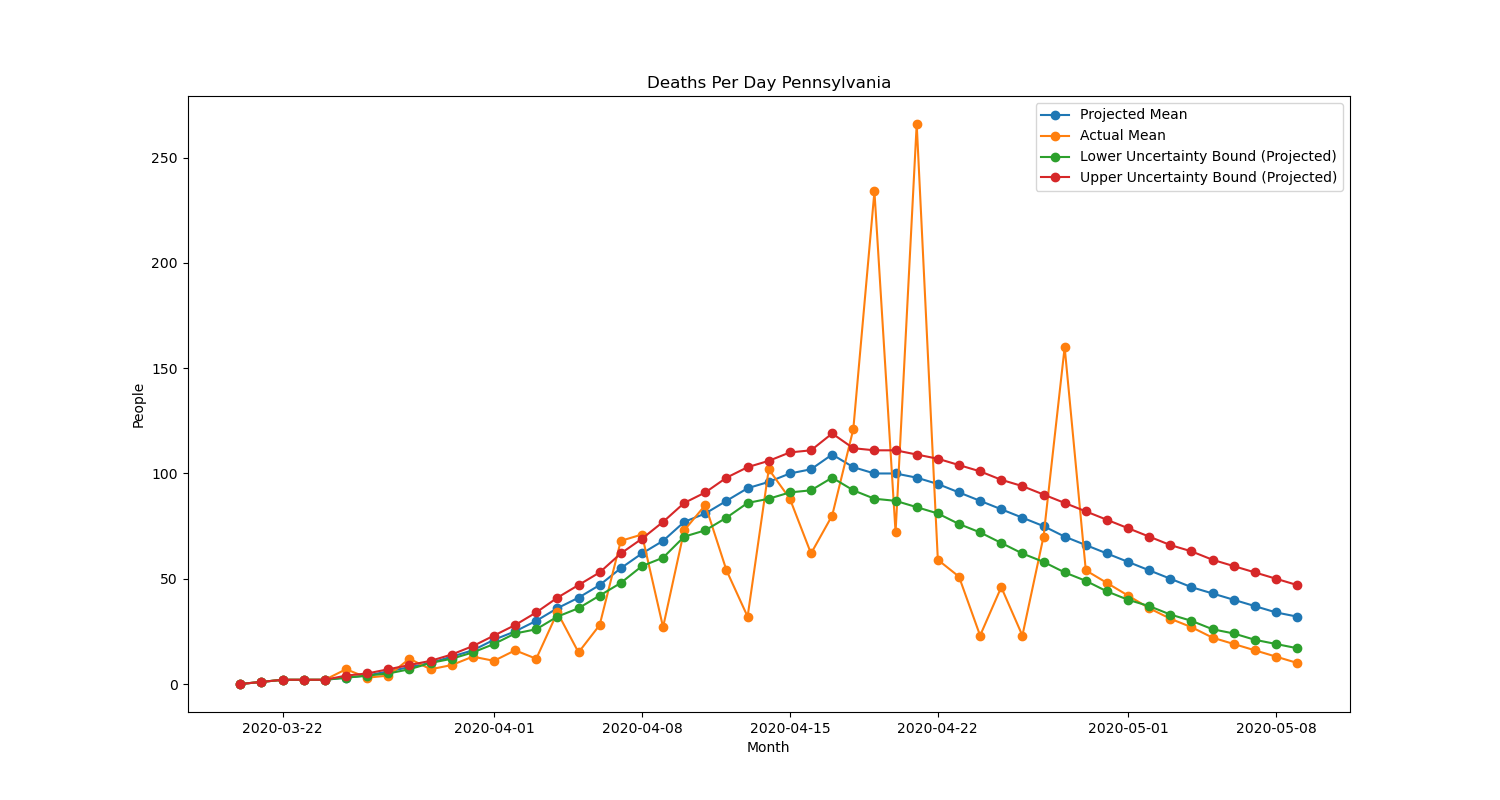 Deaths Per Day Pennsylvania
Projected Mean
Actual Mean
Lower Uncertainty Bound (Projected)
Upper Uncertainty Bound (Projected)
People
250
200
150
100
50
0
2020-03-22 2020-04-01 2020-04-08 2020-04-15 2020-04-22 2020-05-01 2020-05-08
Month